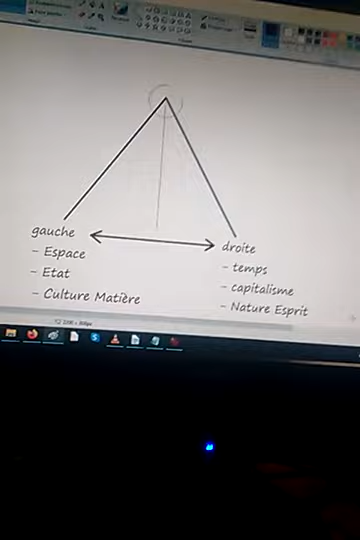 gauche
- Espace
- Etat
- Culture Matière
droite
- temps
- capitalisme
- Nature Esprit